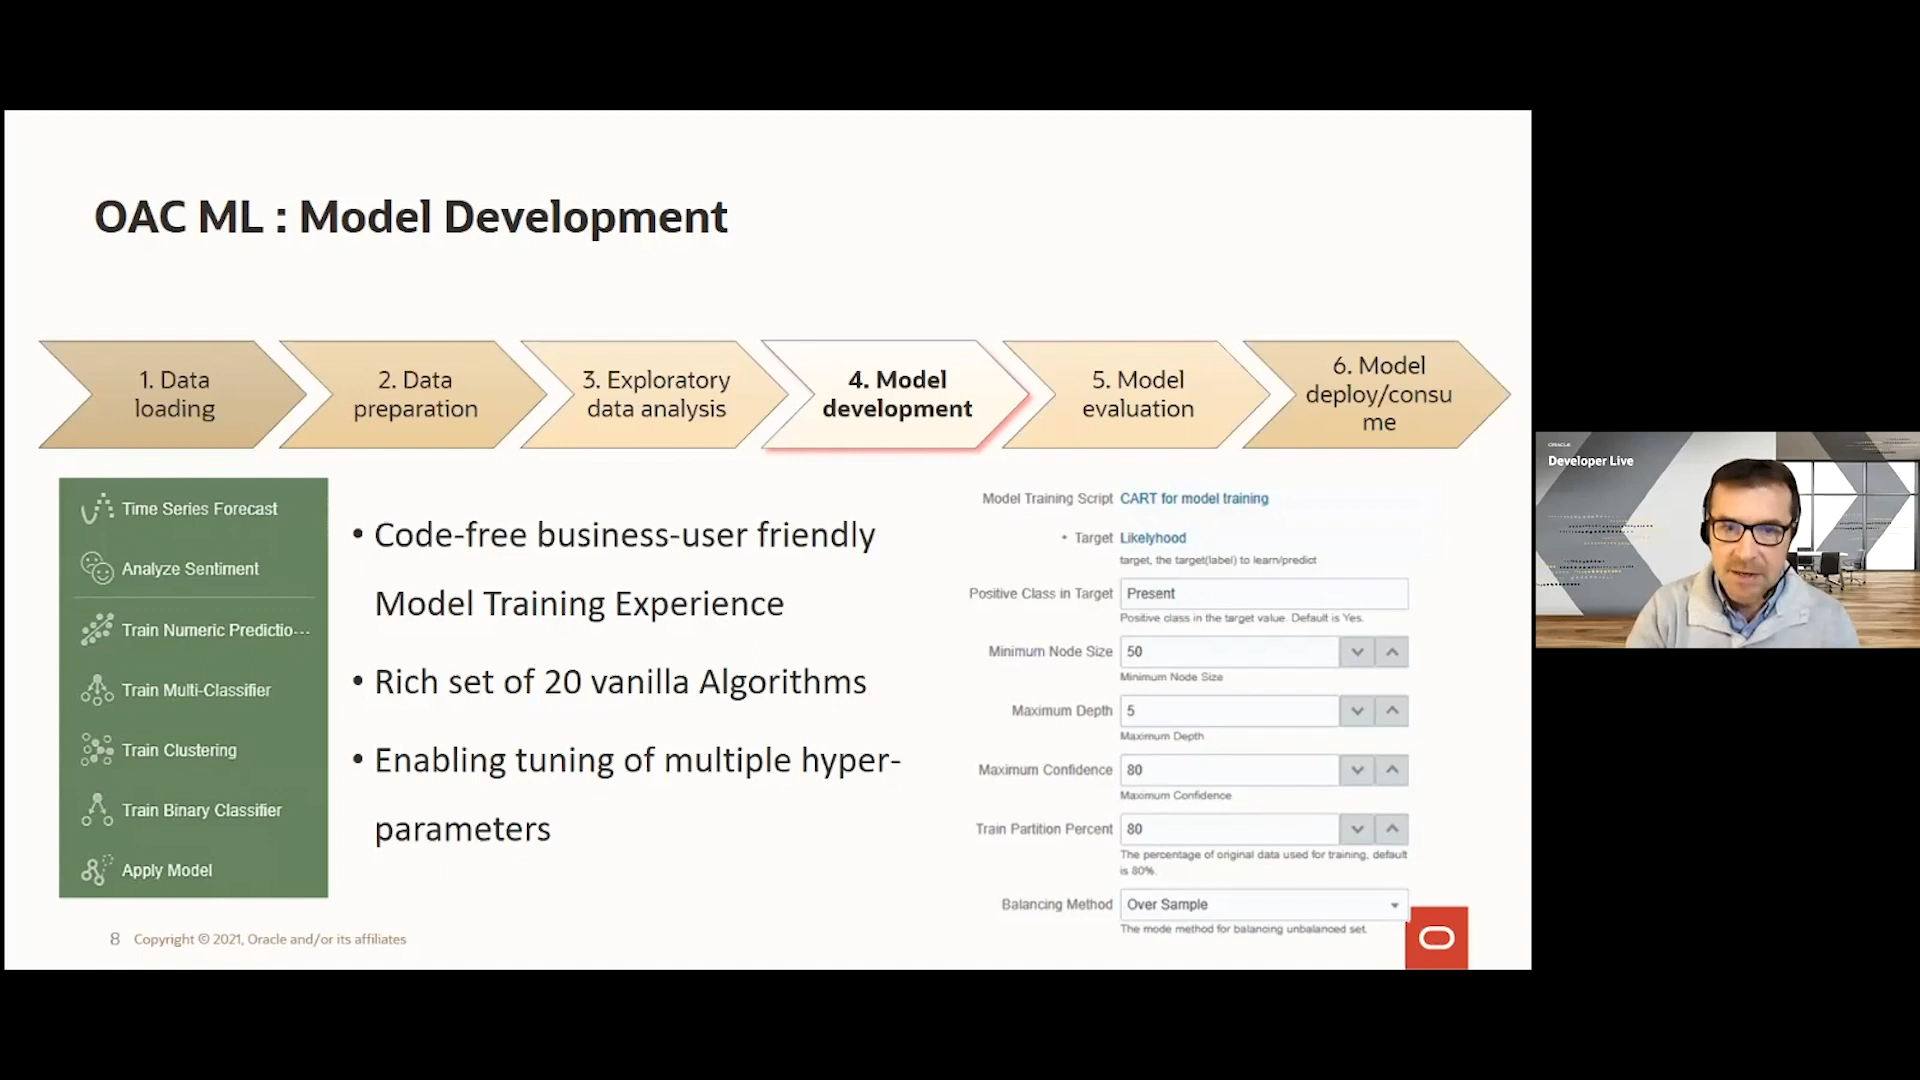 OAC ML : Model Development
1. Data
loading
2. Data
preparation
3. Exploratory
data analysis
4. Model
development
5. Model
evaluation
6. Model
deploy/consu
me
Time Series Forecast
Analyze Sentiment
Train Numeric Predictio...
Train Multi-Classifier
Train Clustering
Train Binary Classifier
Apply Model
• Code-free business-user friendly
Model Training Experience
• Rich set of 20 vanilla Algorithms
• Enabling tuning of multiple hyper-
parameters
Model Training Script CART for model training
* Target Likelyhood
target, the target(label) to learn/predict
Positive Class in Target Present
Positive class in the target value. Default is Yes.
Minimum Node Size 50
Minimum Node Size
Maximum Depth 5
Maximum Depth
Maximum Confidence 80
Maximum Confidence
Train Partition Percent 80
The percentage of original data used for training, default
is 80%.
Balancing Method Over Sample
The mode method for balancing unbalanced set.
8 Copyright © 2021, Oracle and/or its affiliates
ORACLE
Developer Live